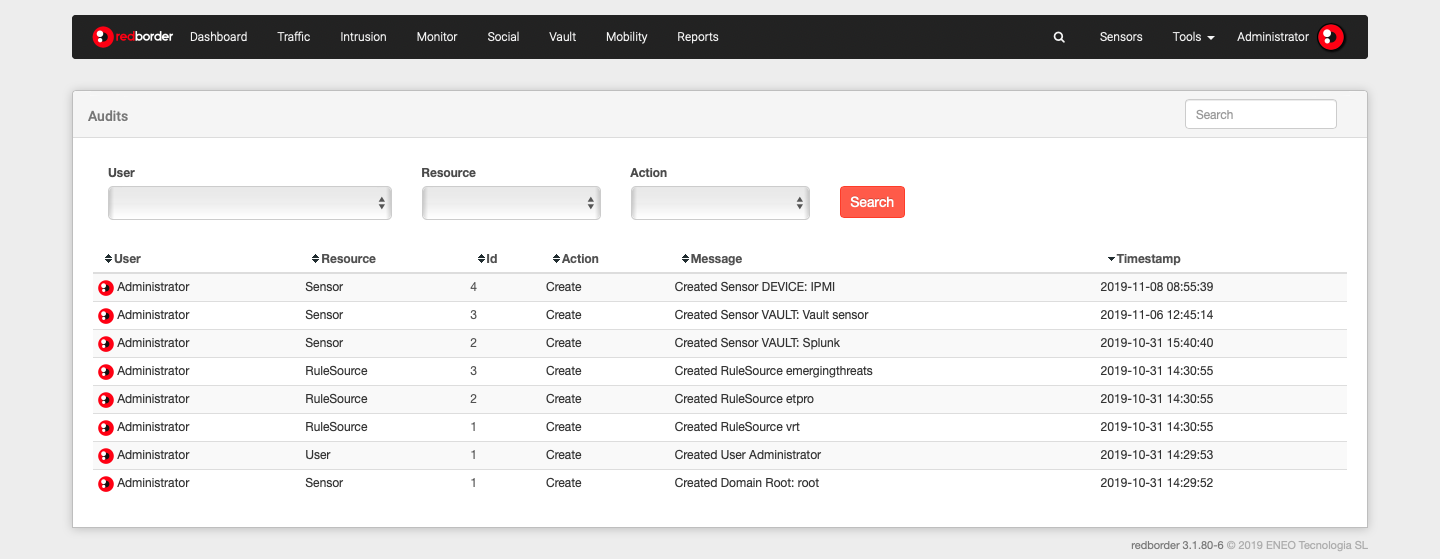 redborder Dashboard Traffic Intrusion Monitor Social Vault Mobility Reports Sensors Tools Administrator
Audits Search
User Resource Action
Search
User Resource Id Action Message Timestamp
Administrator Sensor 4 Create Created Sensor DEVICE: IPMI 2019-11-08 08:55:39
Administrator Sensor 3 Create Created Sensor VAULT: Vault sensor 2019-11-06 12:45:14
Administrator Sensor 2 Create Created Sensor VAULT: Splunk 2019-10-31 15:40:40
Administrator RuleSource 3 Create Created RuleSource emergingthreats 2019-10-31 14:30:55
Administrator RuleSource 2 Create Created RuleSource etpro 2019-10-31 14:30:55
Administrator RuleSource 1 Create Created RuleSource vrt 2019-10-31 14:30:55
Administrator User 1 Create Created User Administrator 2019-10-31 14:29:53
Administrator Sensor 1 Create Created Domain Root: root 2019-10-31 14:29:52
redborder 3.1.80-6 © 2019 ENEO Tecnologia SL